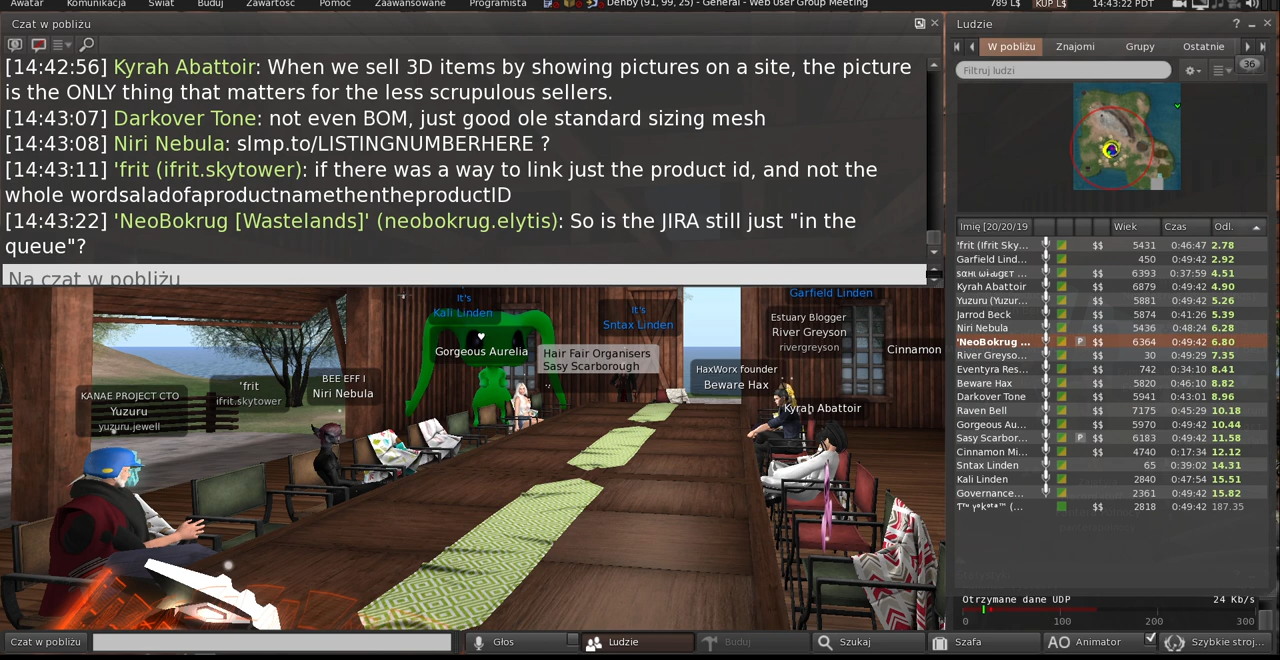 Awatar Komunikacja Świat Buduj Zawartość Pomoc Zaawansowane Programista Denby (91, 99, 25) - General - Web User Group Meeting 789 L$ KUP L$ 14:43:22 PDT
Czat w pobliżu
[14:42:56] Kyrah Abattoir: When we sell 3D items by showing pictures on a site, the picture
is the ONLY thing that matters for the less scrupulous sellers.
[14:43:07] Darkover Tone: not even BOM, just good ole standard sizing mesh
[14:43:08] Niri Nebula: slmp.to/LISTINGNUMBERHERE ?
[14:43:11] 'frit (ifrit.skytower): if there was a way to link just the product id, and not the
whole wordsaladofaproductnamethentheproductID
[14:43:22] 'NeoBokrug [Wastelands]' (neobokrug.elytis): So is the JIRA still just "in the
queue"?
Na czat w pobliżu
It's
Kali Linden
Gorgeous Aurelia
It's
Sntax Linden
Hair Fair Organisers
Sasy Scarborough
Garfield Linden
Estuary Blogger
River Greyson
rivergreyson
Cinnamon
HaxWorx founder
Beware Hax
Kyrah Abattoir
KANAE PROJECT CTO
Yuzuru
yuzuru.jewell
'frit
ifrit.skytower
BEE EFF I
Niri Nebula
Ludzie
? _ ×
W pobliżu Znajomi Grupy Ostatnie
Filtruj ludzi
36
Imię [20/20/19 Wiek Czas Odl.
'frit (Ifrit Sky... $$ 5431 0:46:47 2.78
Garfield Lind... 450 0:49:42 2.92
$$ 6393 0:37:59 4.51
Kyrah Abattoir $$ 6879 0:49:42 4.90
Yuzuru (Yuzur... $$ 5881 0:49:42 5.26
Jarrod Beck $$ 5874 0:41:26 5.39
Niri Nebula $$ 5436 0:48:24 6.28
'NeoBokrug ... P $$ 6364 0:49:42 6.80
River Greyso... $$ 30 0:49:29 7.35
Eventyra Res... $$ 742 0:34:10 8.41
Beware Hax $$ 5820 0:46:10 8.82
Darkover Tone $$ 5941 0:43:01 8.96
Raven Bell $$ 7175 0:45:29 10.18
Gorgeous Au... $$ 5970 0:49:42 10.44
Sasy Scarbor... P $$ 6183 0:49:42 11.58
Cinnamon Mi... $$ 4740 0:17:34 12.12
Sntax Linden 65 0:39:02 14.31
Kali Linden 2840 0:47:54 15.51
Governance... 2361 0:49:42 15.82
$$ 2818 0:49:42 187.35
Otrzymane dane UDP 24 Kb/s
0 100 200 300
Czat w pobliżu Głos Ludzie Buduj Szukaj Szafa AO Animator Szybkie stroj...